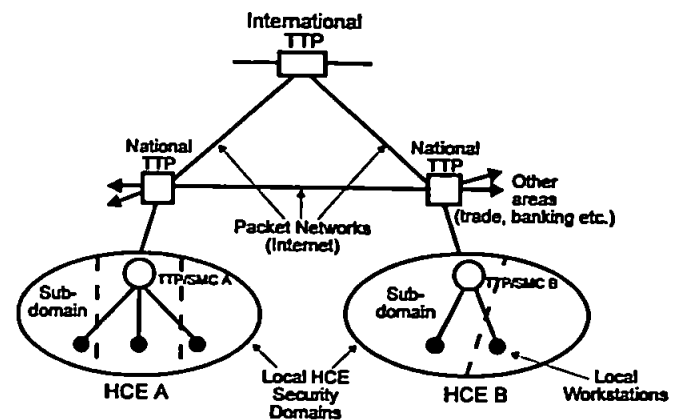 International
TTP
National
TTP
National
TTP
Other
areas
(trade, banking etc.)
Packet Networks
(Internet)
TTP/SMC A
Sub-
domain
TTP/SMC B
Sub-
domain
HCE A
Local HCE
Security
Domains
HCE B
Local
Workstations